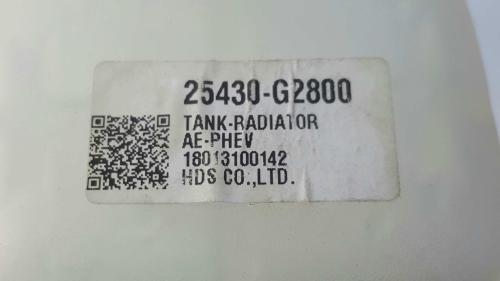 25430-G2800
TANK-RADIATOR
AE-PHEV
18013100142
HDS CO.,LTD.